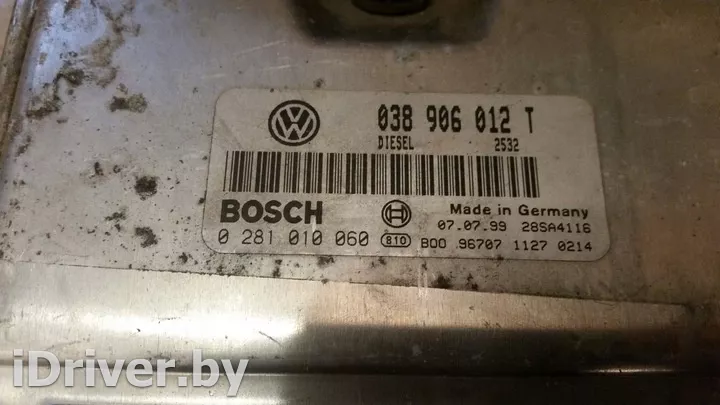 VW
038 906 012 T
DIESEL 2532
BOSCH
Made in Germany
07.07.99 28SA4116
0 281 010 060 810 B00 .96707 1127 0214
iDriver.by